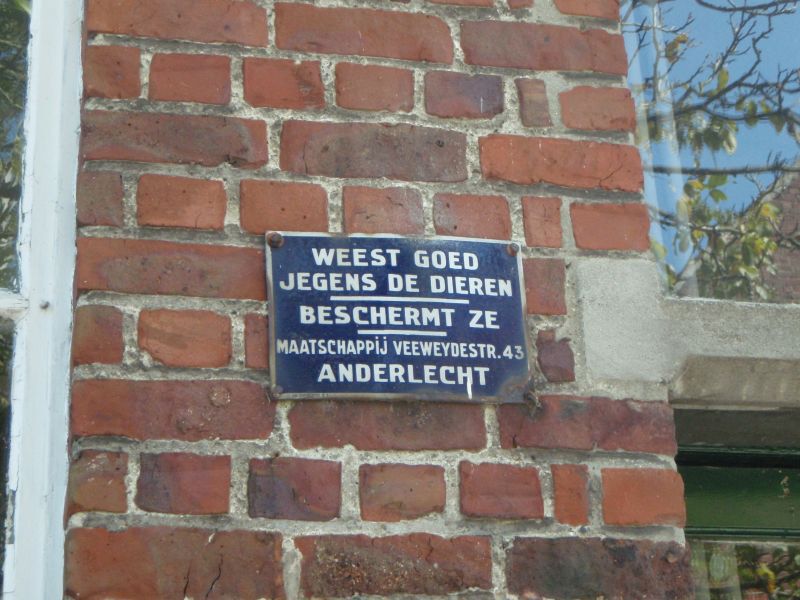 WEEST GOED
JEGENS DE DIEREN
BESCHERMT ZE
MAATSCHAPPIJ VEEWEYDESTR. 43
ANDERLECHT